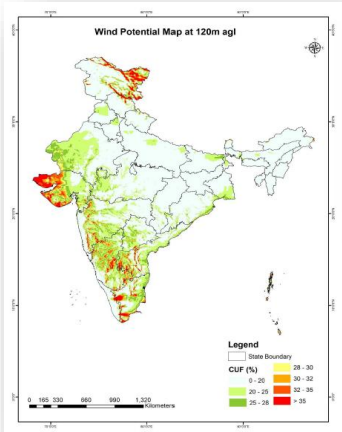 Wind Potential Map at 120m agl
Legend
State Boundary
CUF (%)
0 - 20
20 - 25
25 - 28
28 - 30
30 - 32
32 - 35
> 35
0 165 330 660 990 1,320
Kilometers